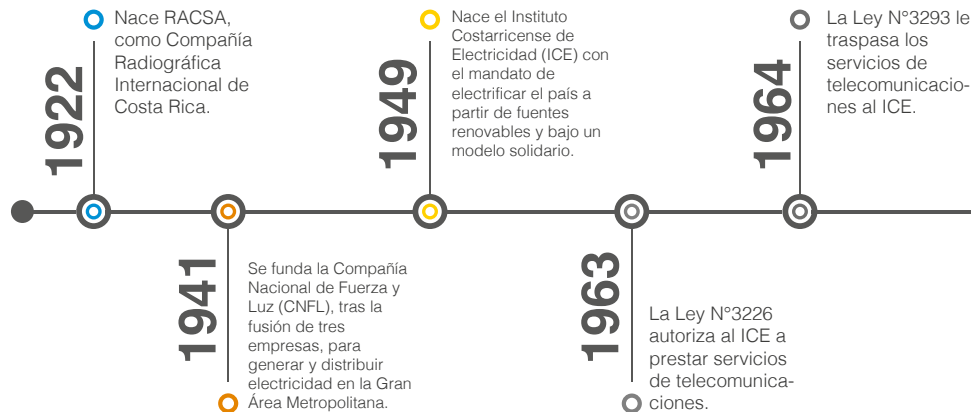 1922
Nace RACSA,
como Compañía
Radiográfica
Internacional de
Costa Rica.
1941
Se funda la Compañía
Nacional de Fuerza y
Luz (CNFL), tras la
fusión de tres
empresas, para
generar y distribuir
electricidad en la Gran
Área Metropolitana.
1949
Nace el Instituto
Costarricense de
Electricidad (ICE) con
el mandato de
electrificar el país a
partir de fuentes
renovables y bajo un
modelo solidario.
1963
La Ley N°3226
autoriza al ICE a
prestar servicios
de telecomunica-
ciones.
1964
La Ley N°3293 le
traspasa los
servicios de
telecomunicacio-
nes al ICE.